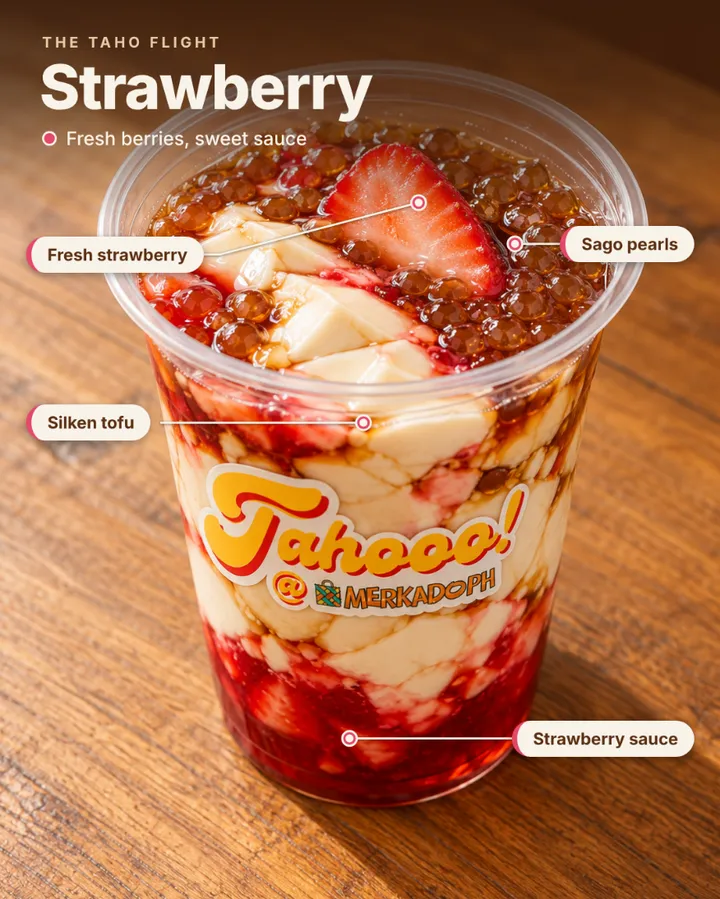 THE TAHO FLIGHT
Strawberry
Fresh berries, sweet sauce
Fresh strawberry
Sago pearls
Silken tofu
Tahooo!
@ MERKADOPH
Strawberry sauce